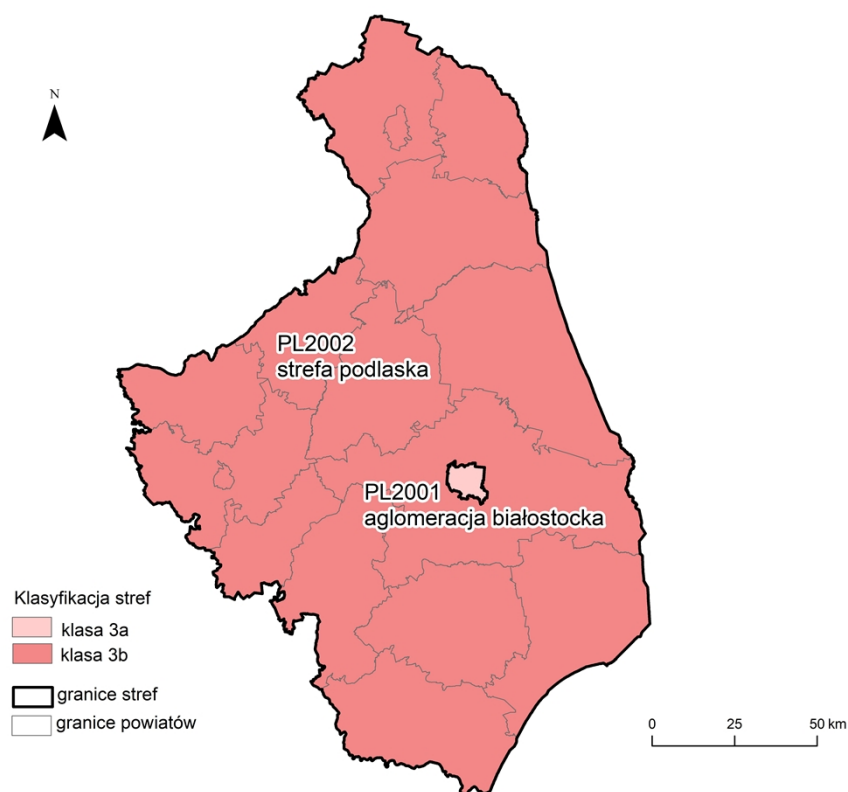 N
PL2002
strefa podlaska
PL2001
aglomeracja białostocka
Klasyfikacja stref
klasa 3a
klasa 3b
granice stref
granice powiatów
0 25 50 km